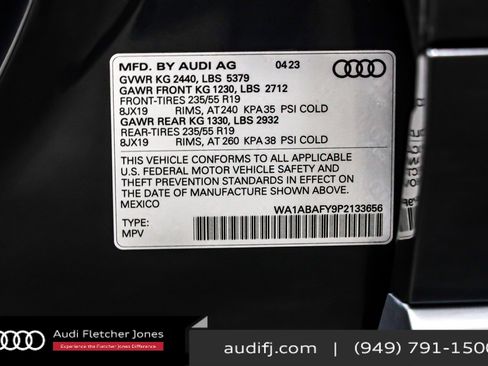 MFD. BY AUDI AG 04 23
GVWR KG 2440, LBS 5379
GAWR FRONT KG 1230, LBS 2712
FRONT-TIRES 235/55 R19
8JX19 RIMS, AT 240 KPA 35 PSI COLD
GAWR REAR KG 1330, LBS 2932
REAR-TIRES 235/55 R19
8JX19 RIMS, AT 260 KPA 38 PSI COLD
THIS VEHICLE CONFORMS TO ALL APPLICABLE
U.S. FEDERAL MOTOR VEHICLE SAFETY AND
THEFT PREVENTION STANDARDS IN EFFECT ON
THE DATE OF MANUFACTURE SHOWN ABOVE.
MEXICO WA1ABAFY9P2133656
TYPE:
MPV
Audi Fletcher Jones
Experience the Fletcher Jones Difference.
audifj.com | (949) 791-1500